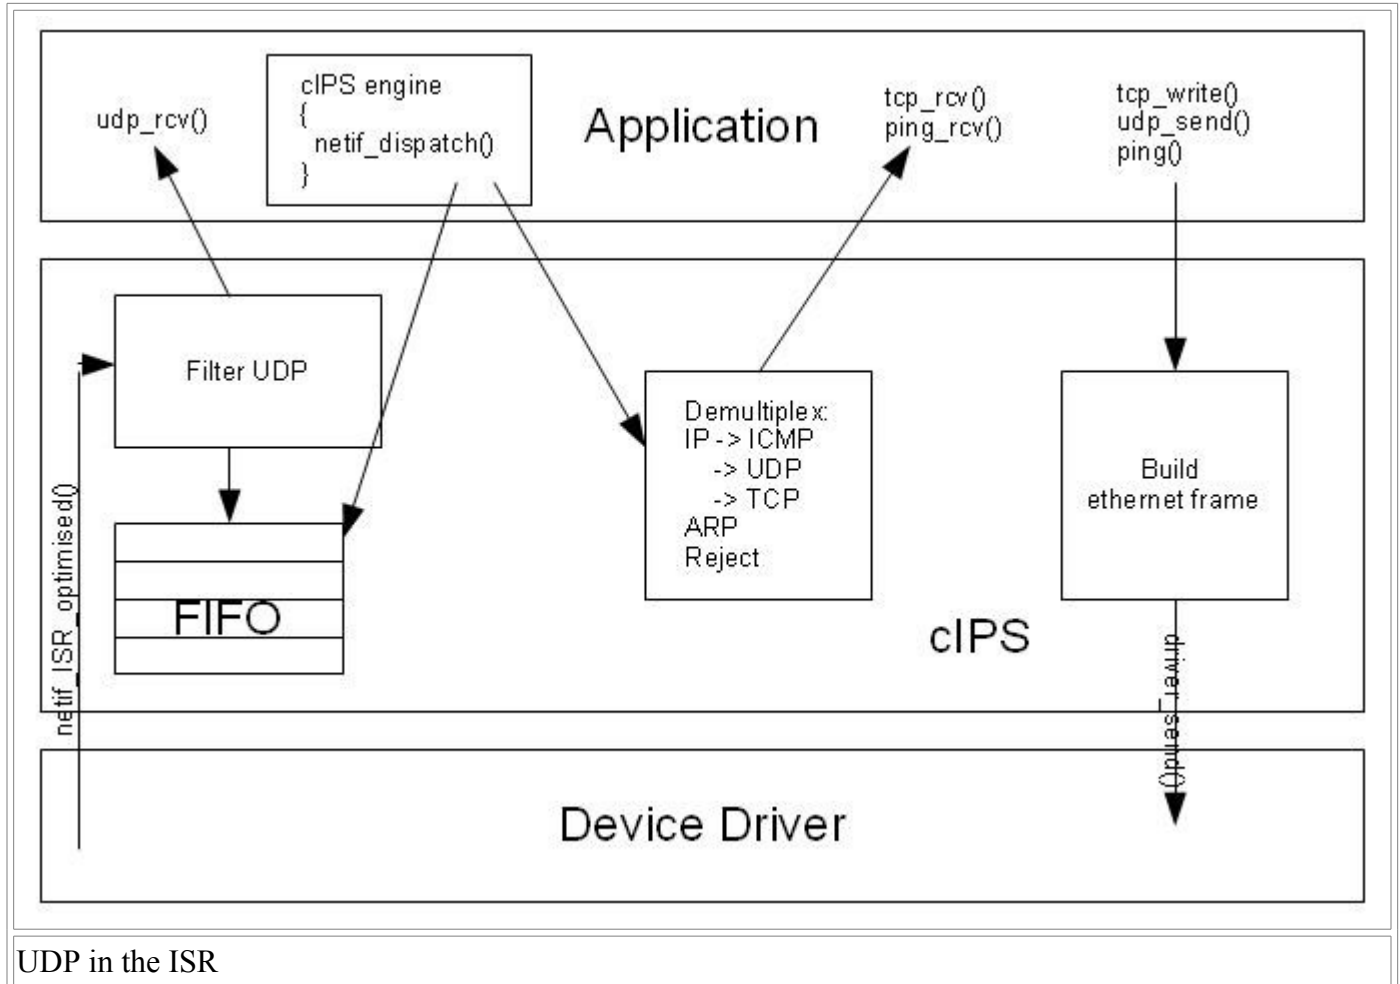 cIPS engine
{
netif_dispatch()
}
udp_rcv()
Application
tcp_rcv()
ping_rcv()
tcp_write()
udp_send()
ping()
Filter UDP
FIFO
netif_ISR_optimised()
Demultiplex:
IP -> ICMP
-> UDP
-> TCP
ARP
Reject
Build
ethernet frame
cIPS
driver_send()
Device Driver
UDP in the ISR